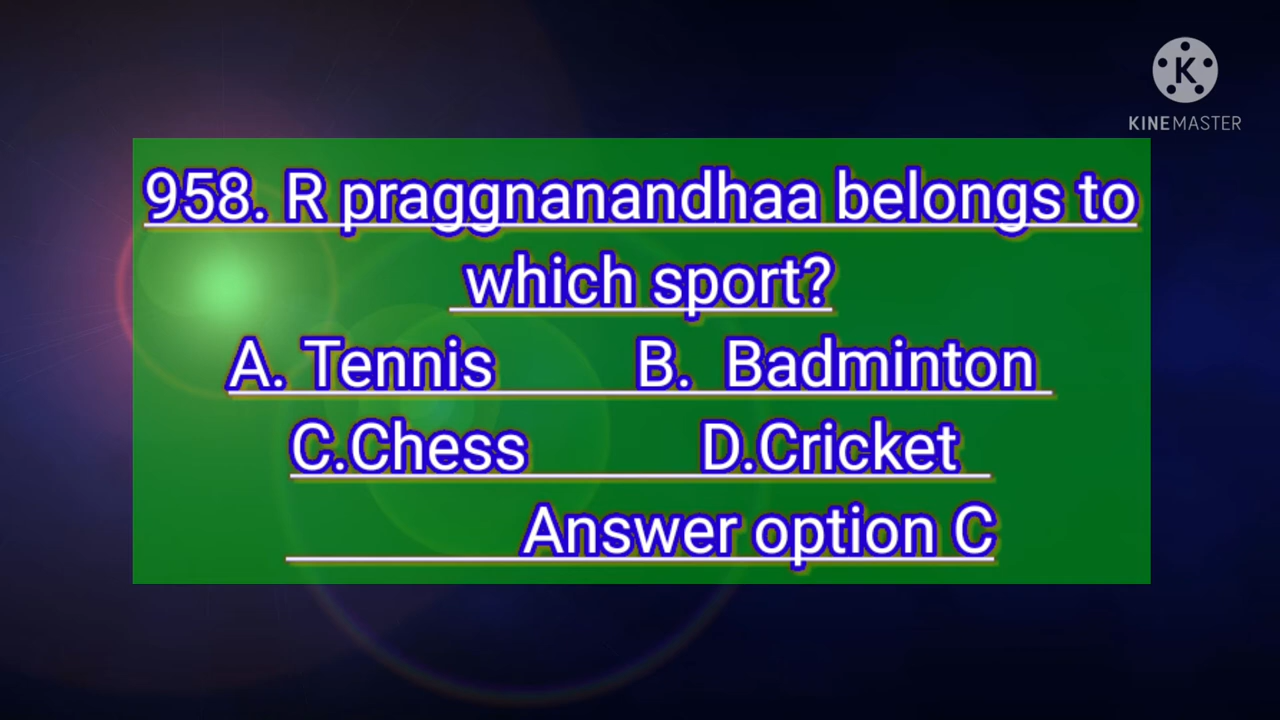 K
KINEMASTER
958. R praggnanandhaa belongs to
which sport?
A. Tennis B. Badminton
C.Chess D.Cricket
Answer option C